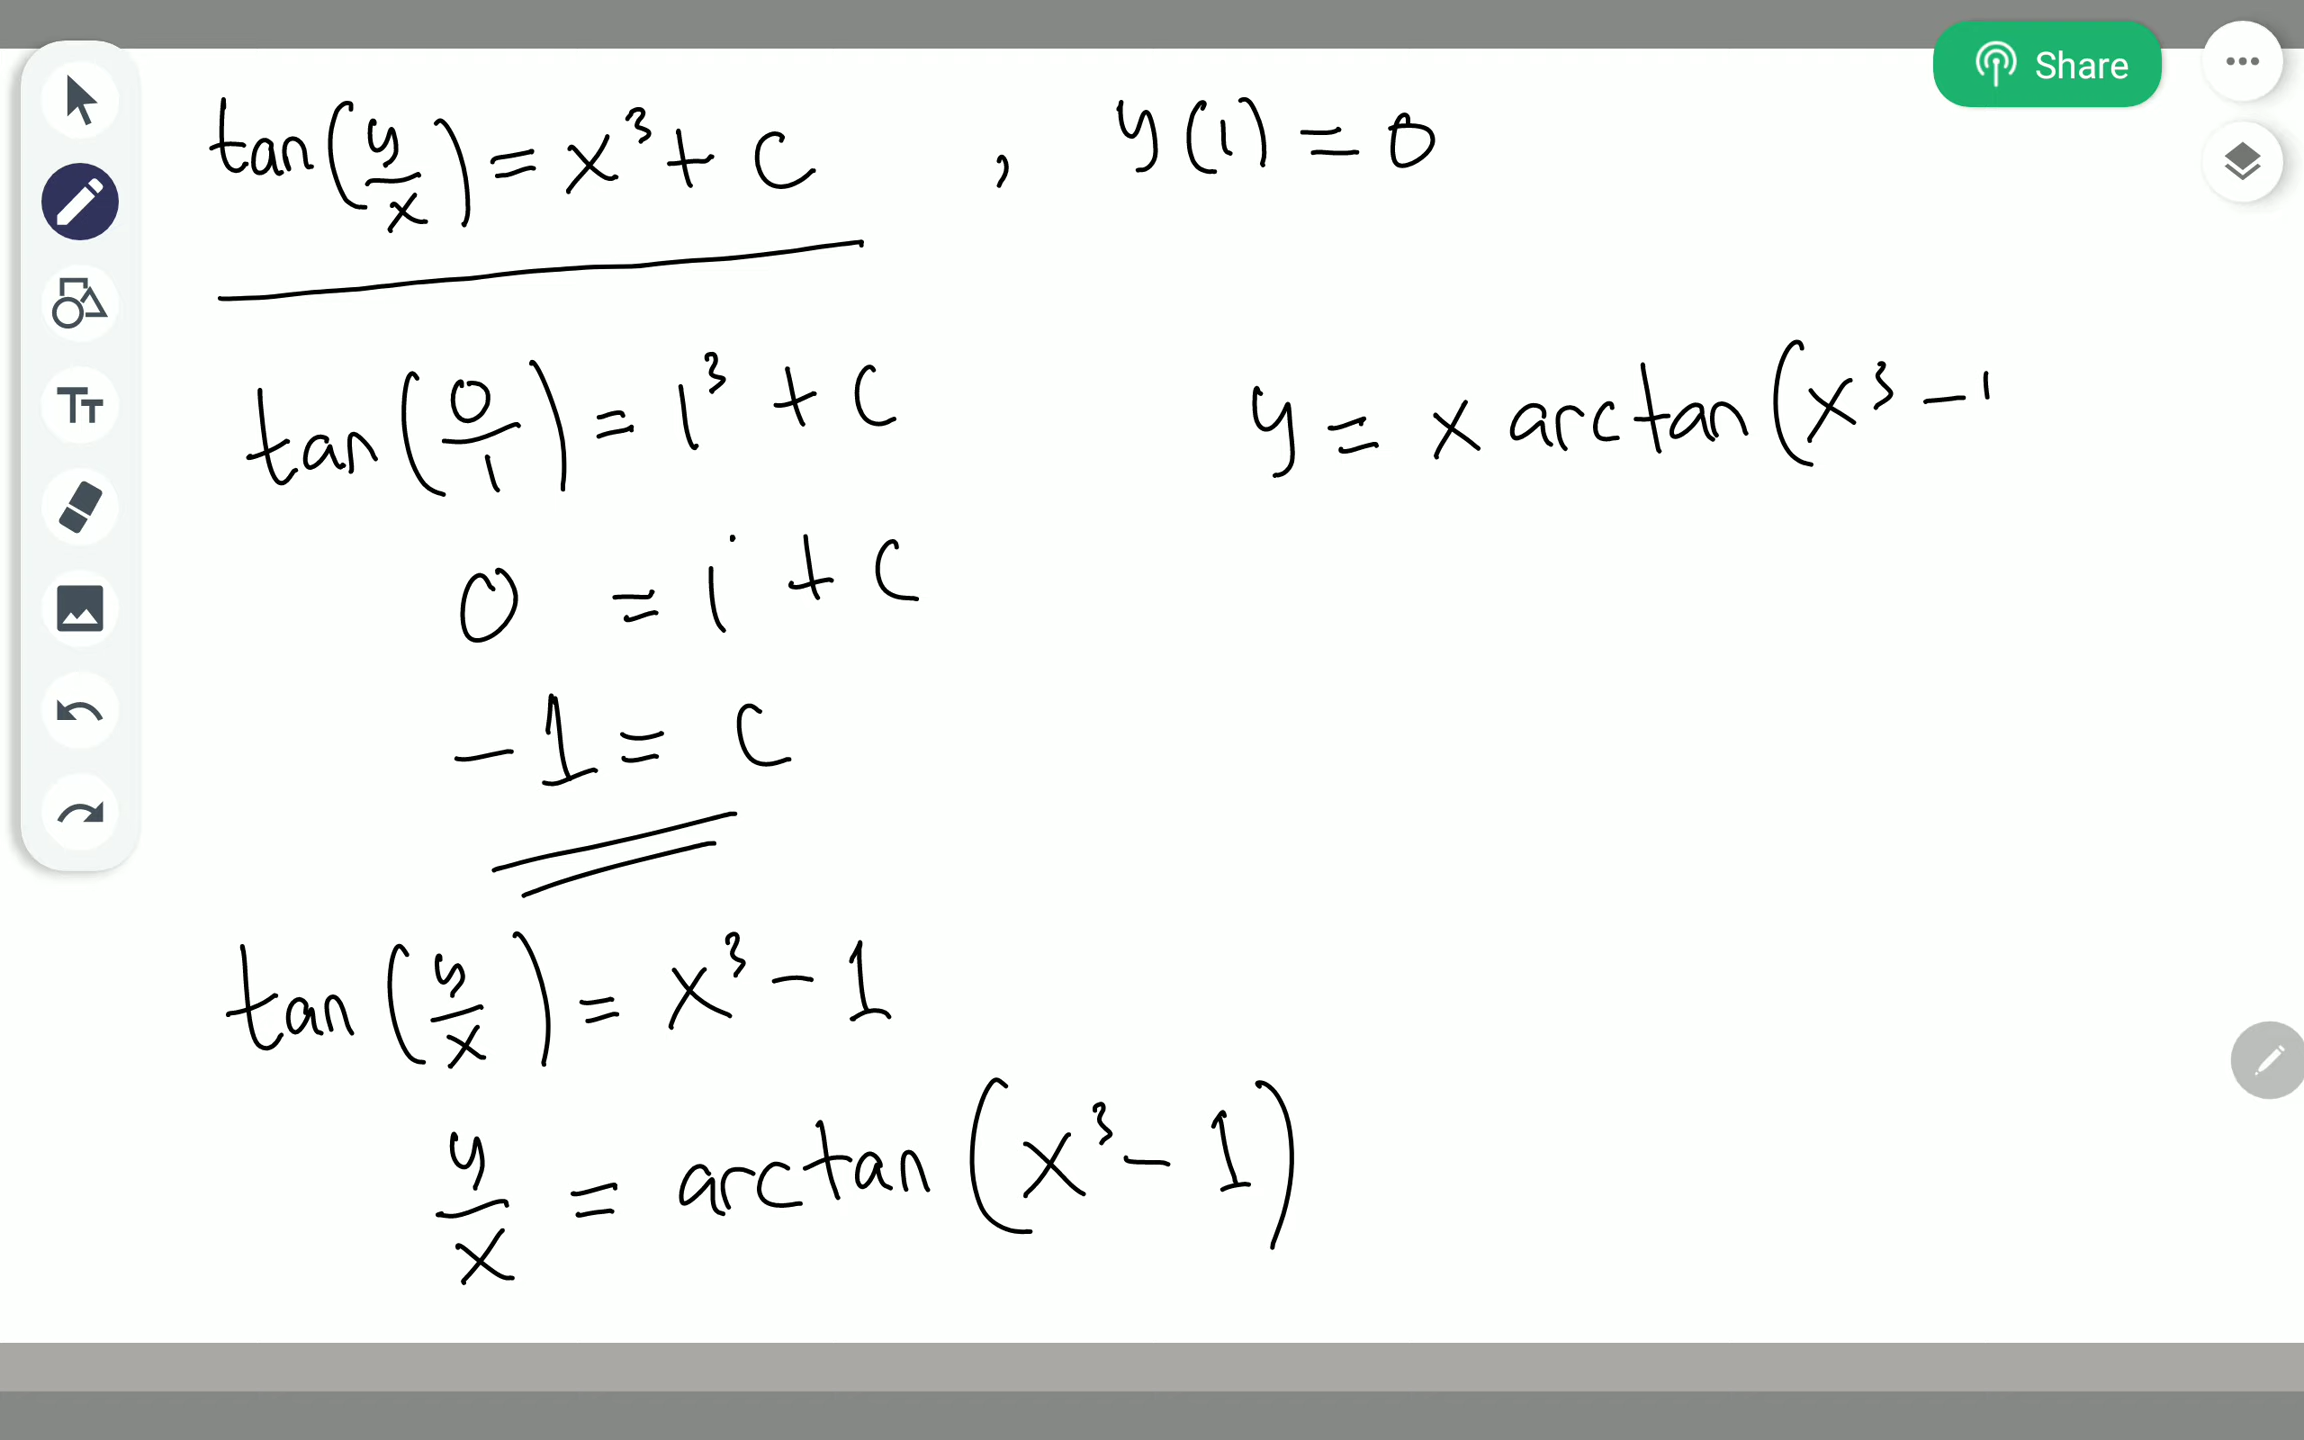 Share
tan(y/x) = x³ + C , y(1) = 0
tan(0/1) = 1³ + C
0 = 1 + C
-1 = C
tan(y/x) = x³ - 1
y/x = arctan(x³ - 1)
y = x arctan(x³ - 1
TT